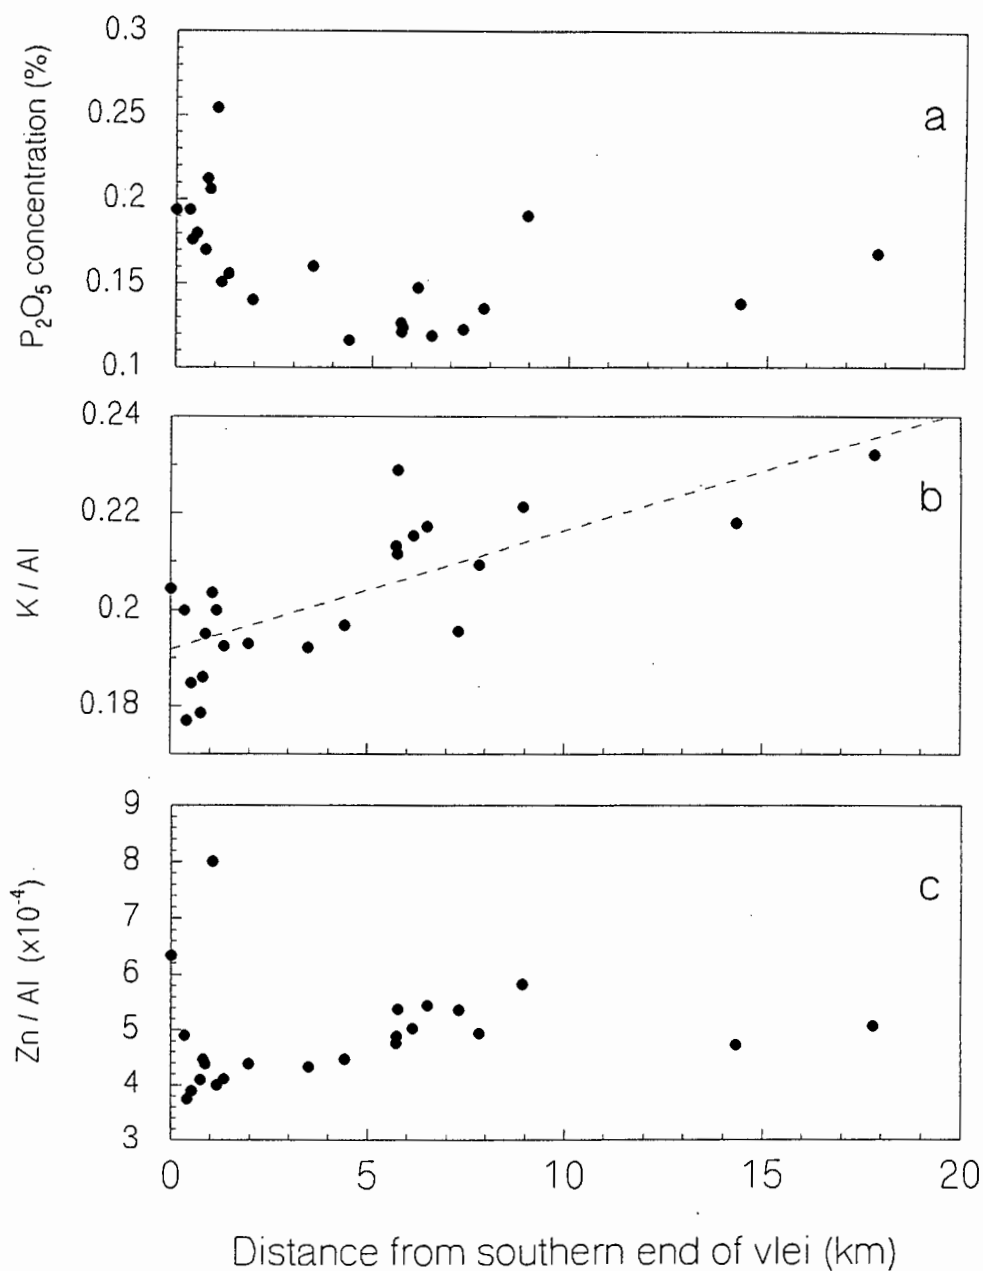 P₂O₅ concentration (%)
0.3
0.25
0.2
0.15
0.1
a
K / Al
0.24
0.22
0.2
0.18
b
Zn / Al (x10⁻⁴)
9
8
7
6
5
4
3
c
0 5 10 15 20
Distance from southern end of vlei (km)